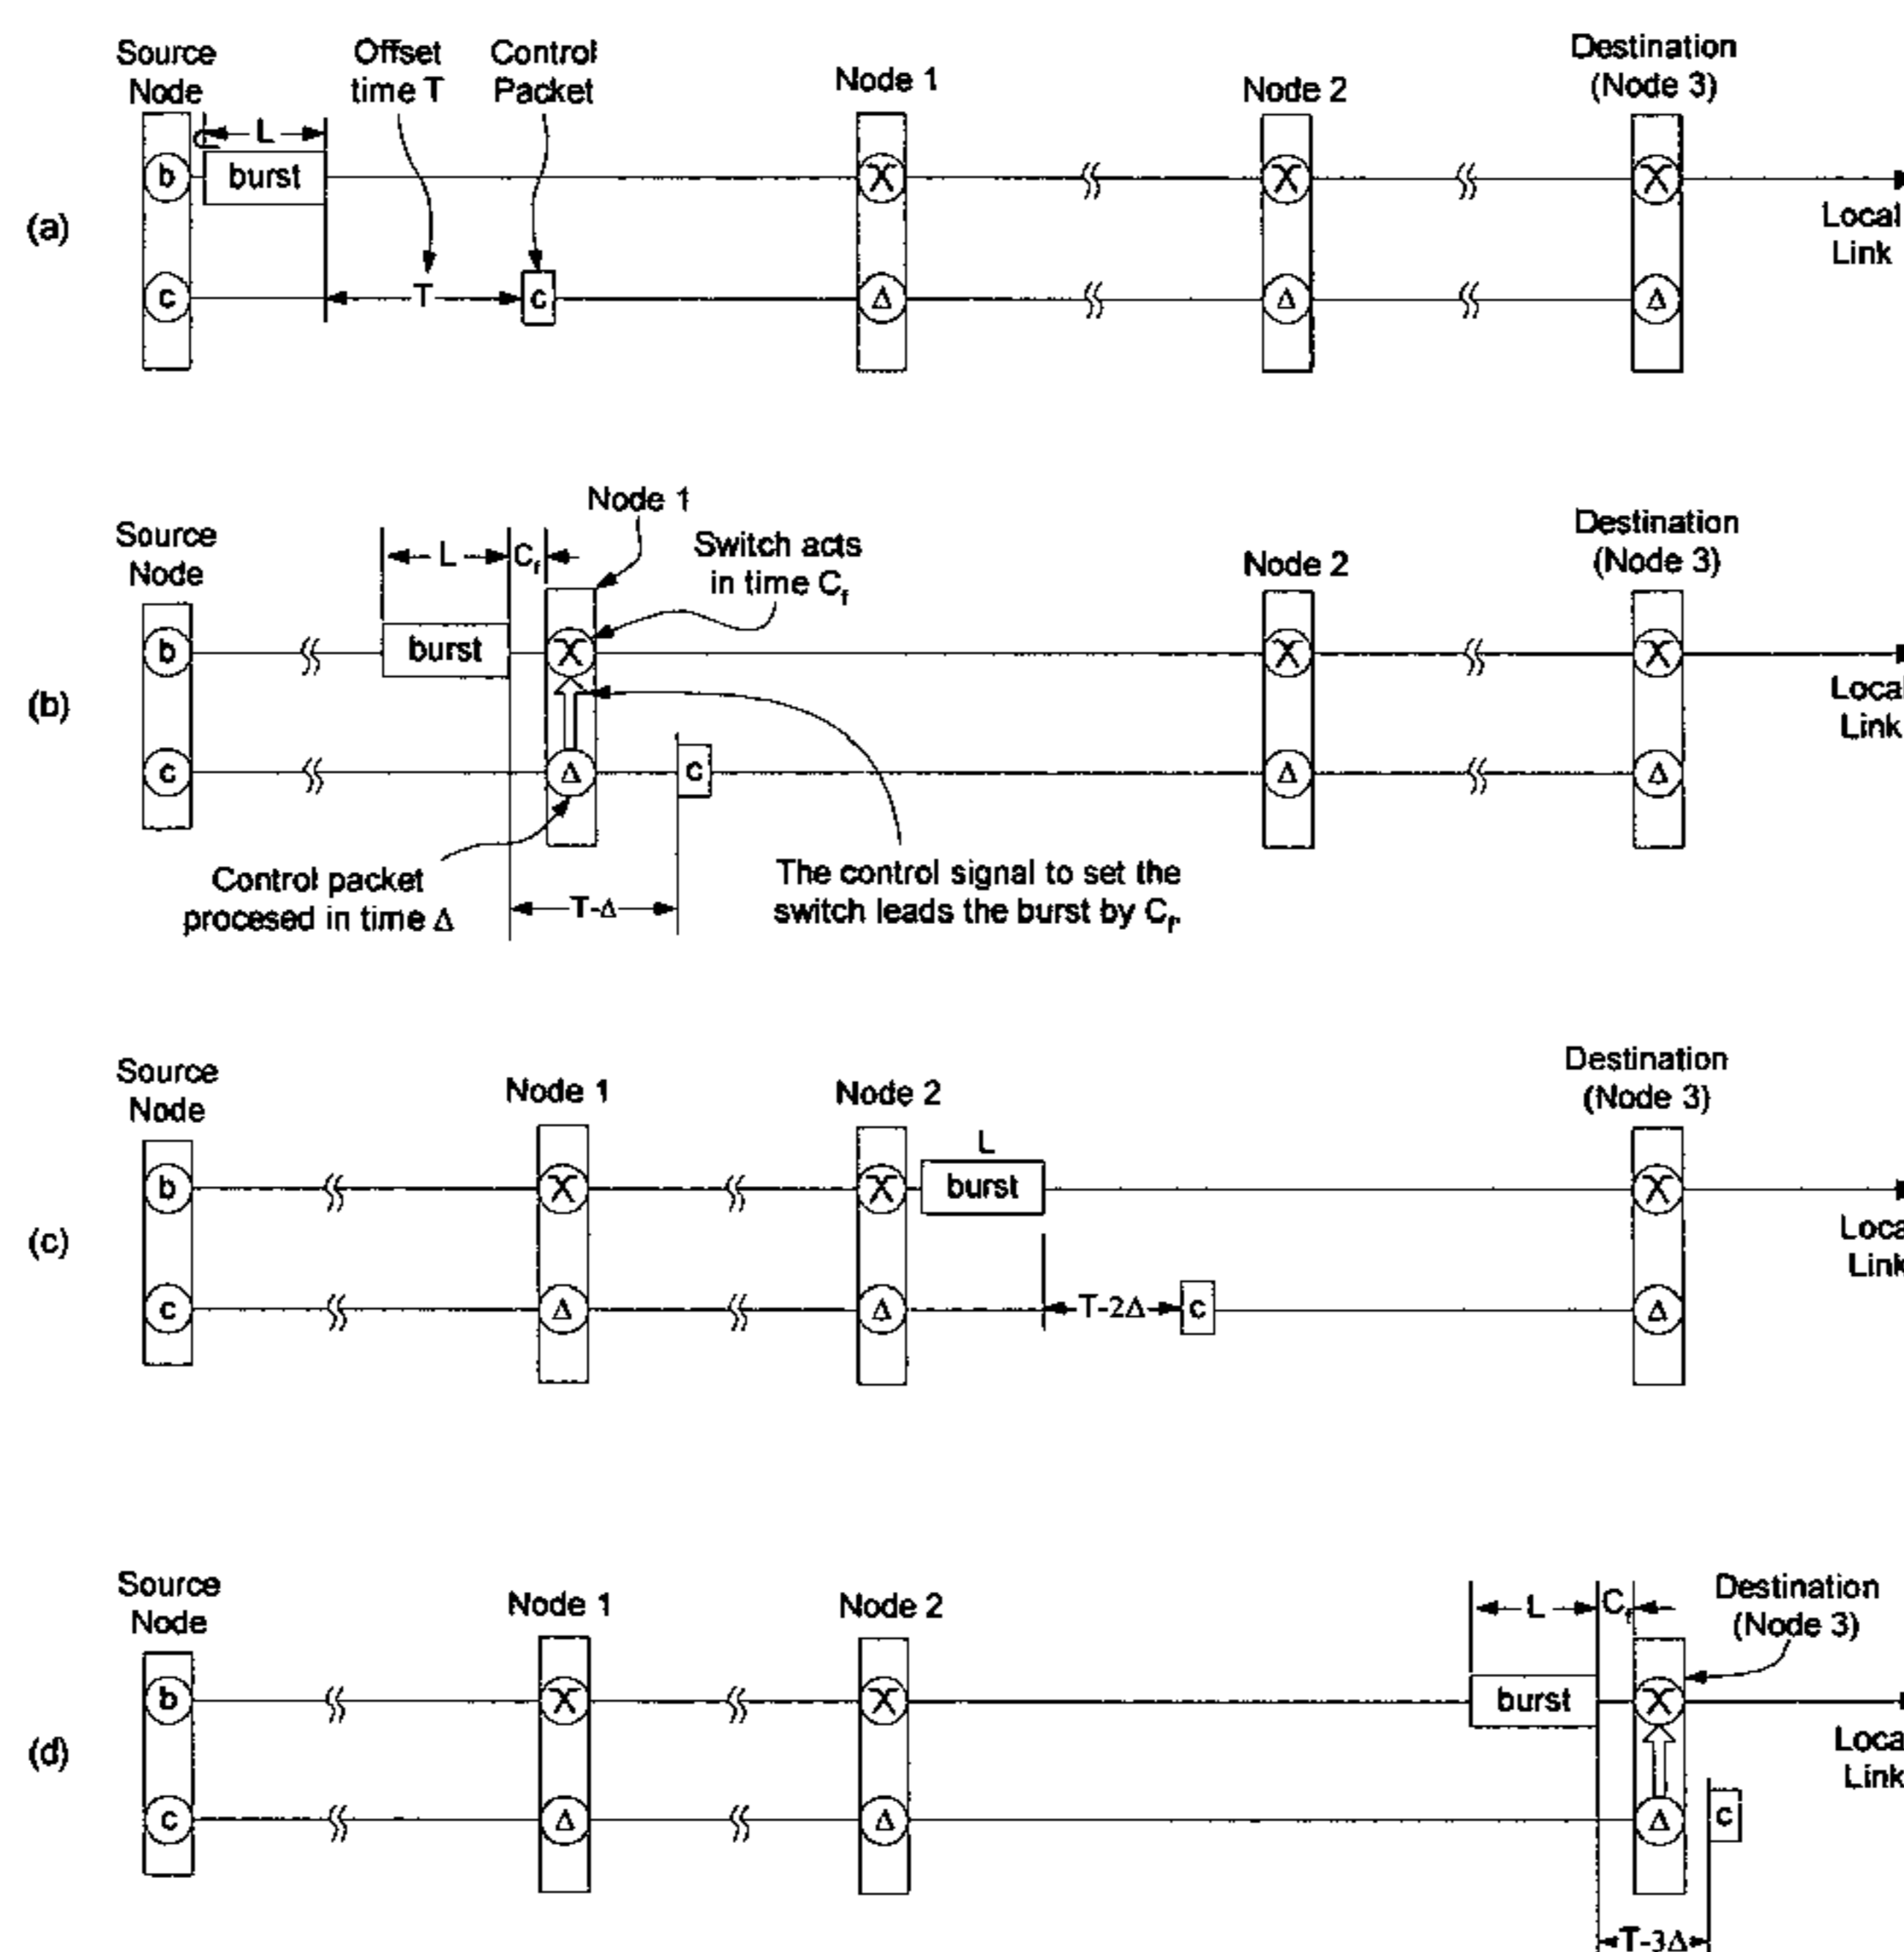 Source
Node
Offset
time T
Control
Packet
Node 1
Node 2
Destination
(Node 3)
L
b
burst
X
X
X
Local
Link
(a)
c
T
c
Δ
Δ
Δ
Node 1
Source
Node
L
Cf
Switch acts
in time Cf
Node 2
Destination
(Node 3)
b
burst
X
X
X
Local
Link
(b)
c
Δ
c
Δ
Δ
Control packet
procesed in time Δ
T-Δ
The control signal to set the
switch leads the burst by Cf.
Source
Node
Node 1
Node 2
Destination
(Node 3)
L
b
X
X
burst
X
Loca
Link
(c)
c
Δ
Δ
T-2Δ
c
Δ
Source
Node
Node 1
Node 2
L
Cf
Destination
(Node 3)
b
X
X
burst
X
Loca
Link
(d)
c
Δ
Δ
Δ
c
T-3Δ